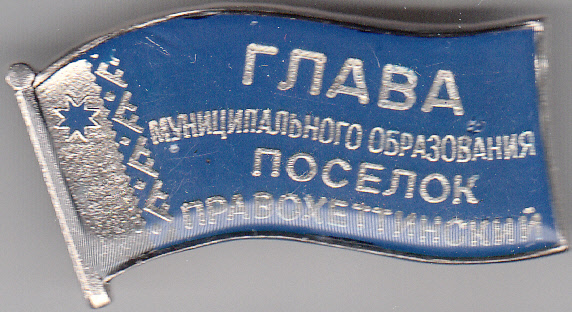 ГЛАВА
МУНИЦИПАЛЬНОГО ОБРАЗОВАНИЯ
ПОСЕЛОК
ПРАВОХЕТТИНСКИЙ